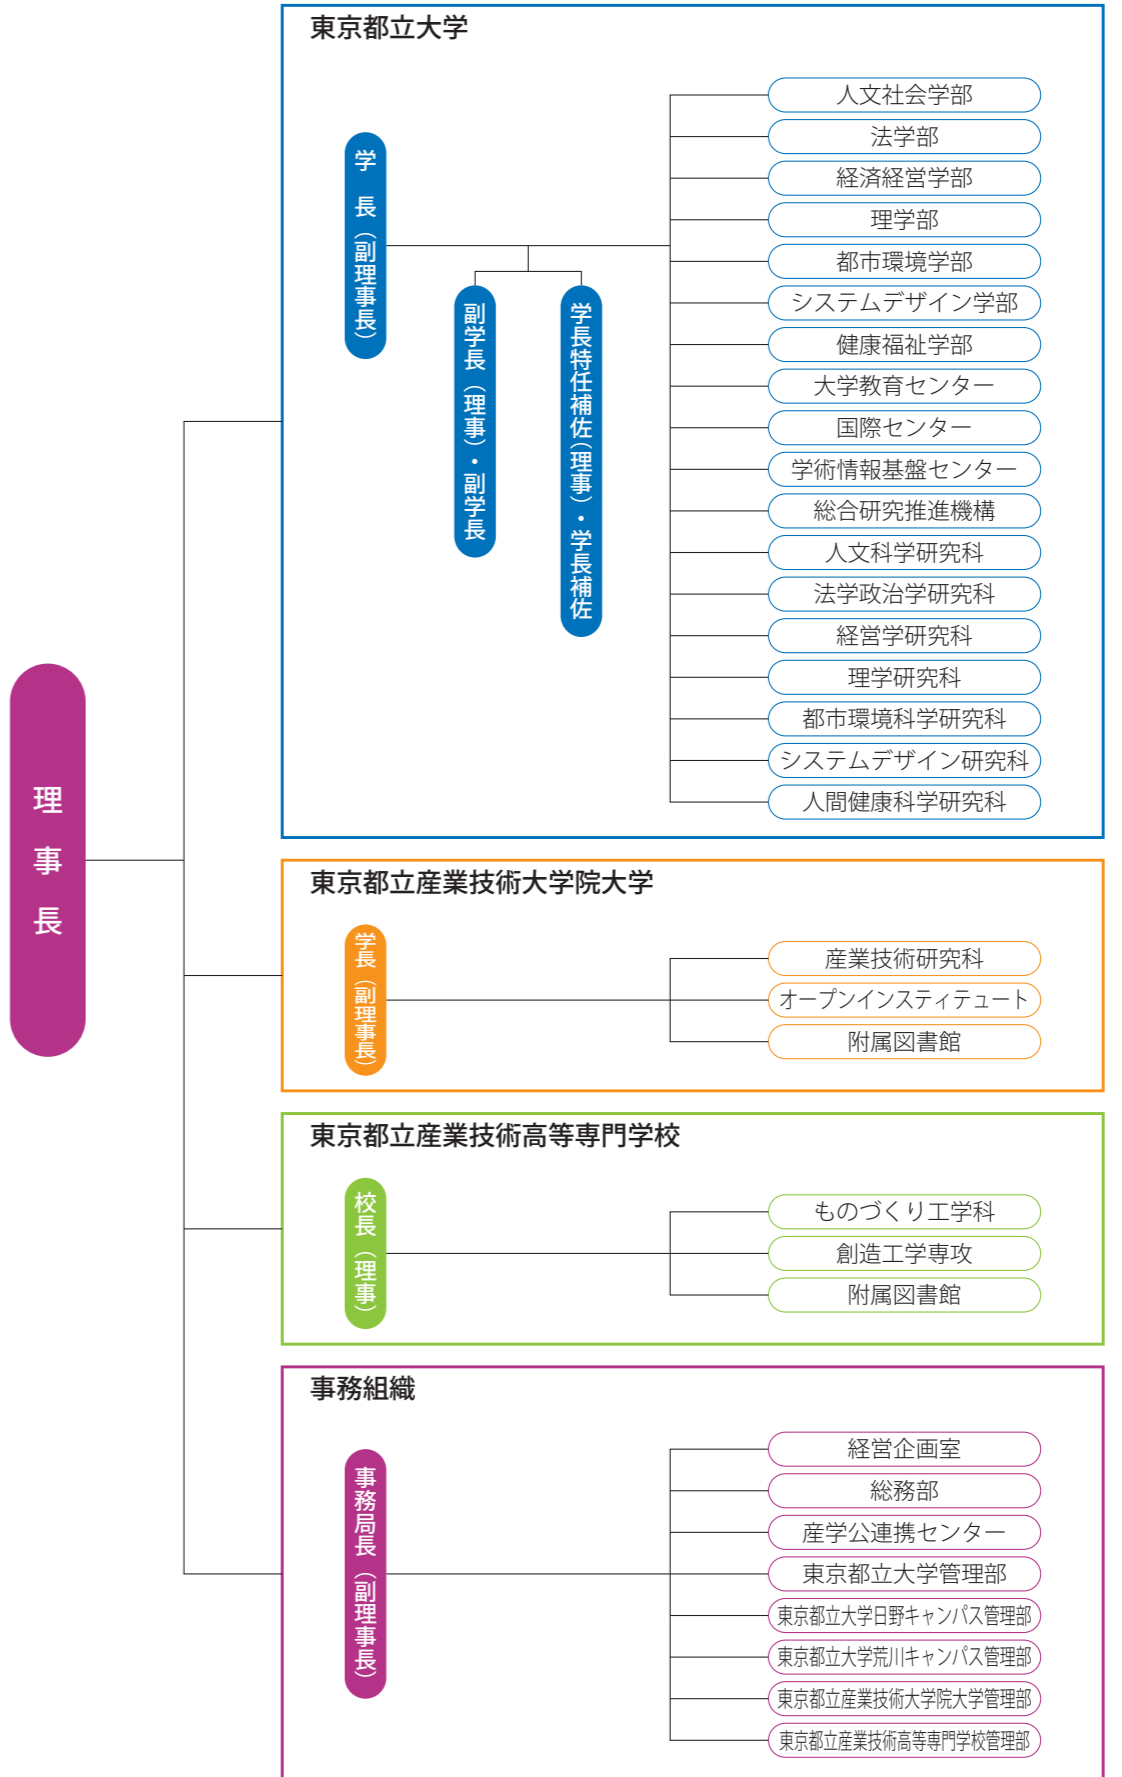 理事長
東京都立大学
学長（副理事長）
副学長（理事）・副学長
学長特任補佐（理事）・学長補佐
人文社会学部
法学部
経済経営学部
理学部
都市環境学部
システムデザイン学部
健康福祉学部
大学教育センター
国際センター
学術情報基盤センター
総合研究推進機構
人文科学研究科
法学政治学研究科
経営学研究科
理学研究科
都市環境科学研究科
システムデザイン研究科
人間健康科学研究科
東京都立産業技術大学院大学
学長（副理事長）
産業技術研究科
オープンインスティテュート
附属図書館
東京都立産業技術高等専門学校
校長（理事）
ものづくり工学科
創造工学専攻
附属図書館
事務組織
事務局長（副理事長）
経営企画室
総務部
産学公連携センター
東京都立大学管理部
東京都立大学日野キャンパス管理部
東京都立大学荒川キャンパス管理部
東京都立産業技術大学院大学管理部
東京都立産業技術高等専門学校管理部